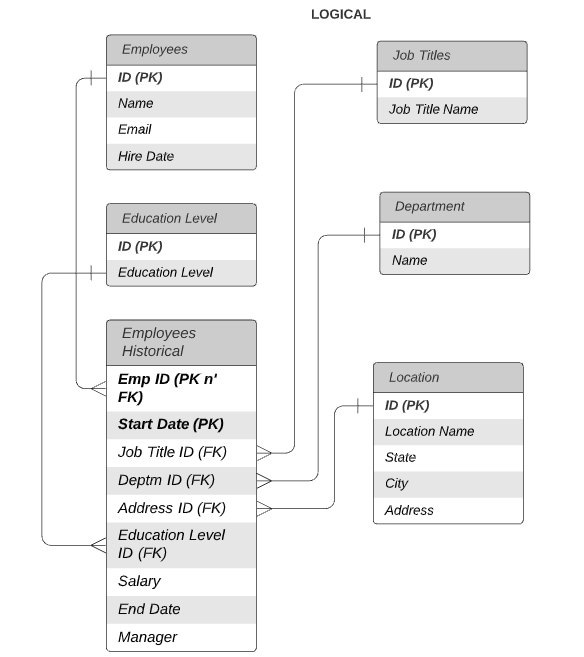 LOGICAL
Employees
ID (PK)
Name
Email
Hire Date
Education Level
ID (PK)
Education Level
Employees
Historical
Emp ID (PK n'
FK)
Start Date (PK)
Job Title ID (FK)
Deptm ID (FK)
Address ID (FK)
Education Level
ID (FK)
Salary
End Date
Manager
Job Titles
ID (PK)
Job Title Name
Department
ID (PK)
Name
Location
ID (PK)
Location Name
State
City
Address